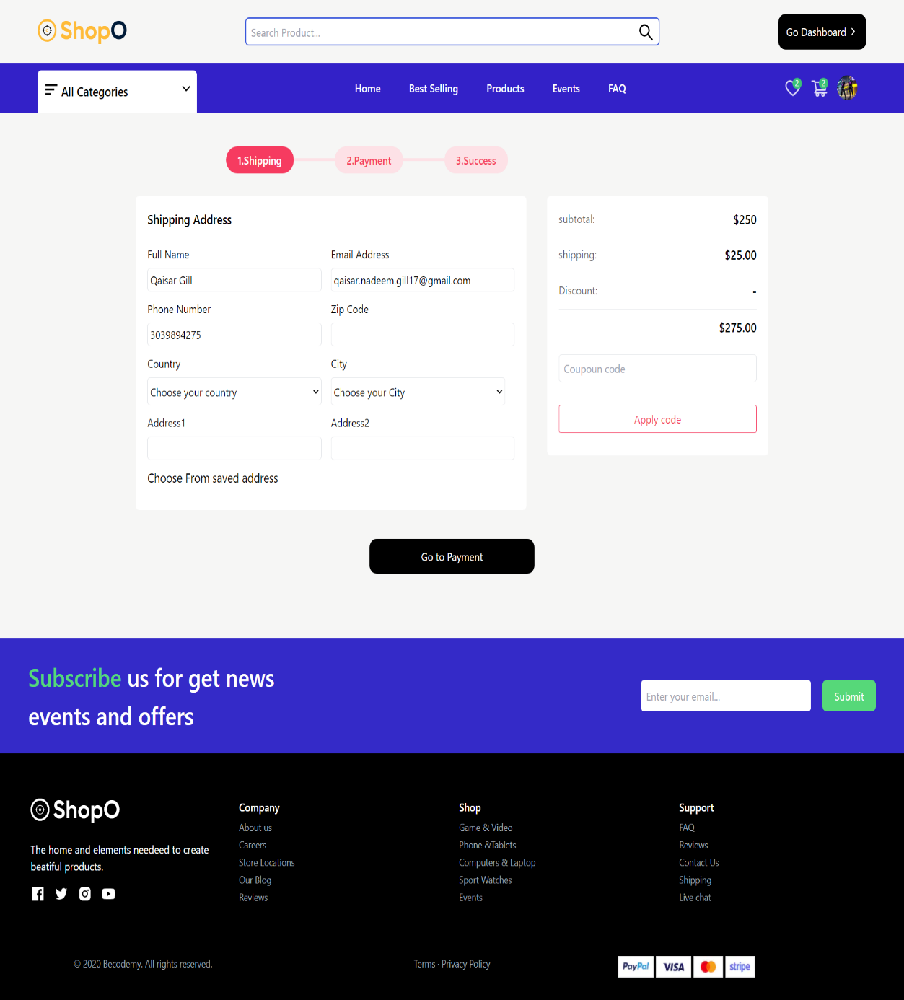 ShopO
Search Product...
Go Dashboard
All Categories
Home Best Selling Products Events FAQ
2 2
1.Shipping 2.Payment 3.Success
Shipping Address
Full Name Email Address
Qaisar Gill qaisar.nadeem.gill17@gmail.com
Phone Number Zip Code
3039894275
Country City
Choose your country Choose your City
Address1 Address2
Choose From saved address
subtotal: $250
shipping: $25.00
Discount: -
$275.00
Coupoun code
Apply code
Go to Payment
Subscribe us for get news
events and offers
Enter your email... Submit
ShopO
The home and elements needeed to create
beatiful products.
Company
About us
Careers
Store Locations
Our Blog
Reviews
Shop
Game & Video
Phone &Tablets
Computers & Laptop
Sport Watches
Events
Support
FAQ
Reviews
Contact Us
Shipping
Live chat
© 2020 Becodemy. All rights reserved.
Terms · Privacy Policy
PayPal VISA stripe